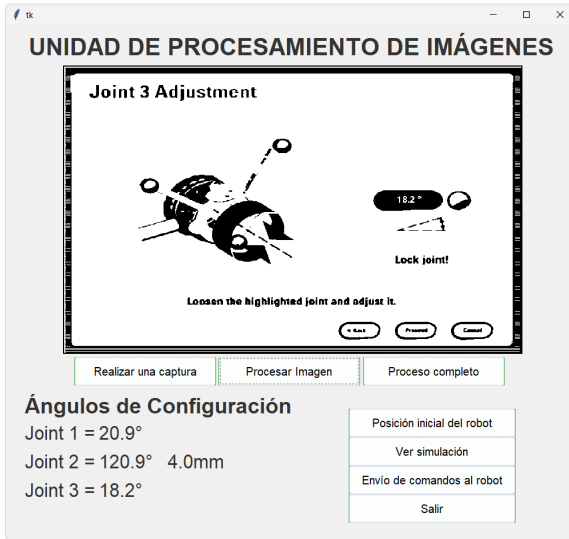 tk
UNIDAD DE PROCESAMIENTO DE IMÁGENES
Joint 3 Adjustment
18.2 °
Lock joint!
Loosen the highlighted joint and adjust it.
< Back Proceed Cancel
Realizar una captura Procesar Imagen Proceso completo
Ángulos de Configuración
Joint 1 = 20.9°
Joint 2 = 120.9° 4.0mm
Joint 3 = 18.2°
Posición inicial del robot
Ver simulación
Envío de comandos al robot
Salir